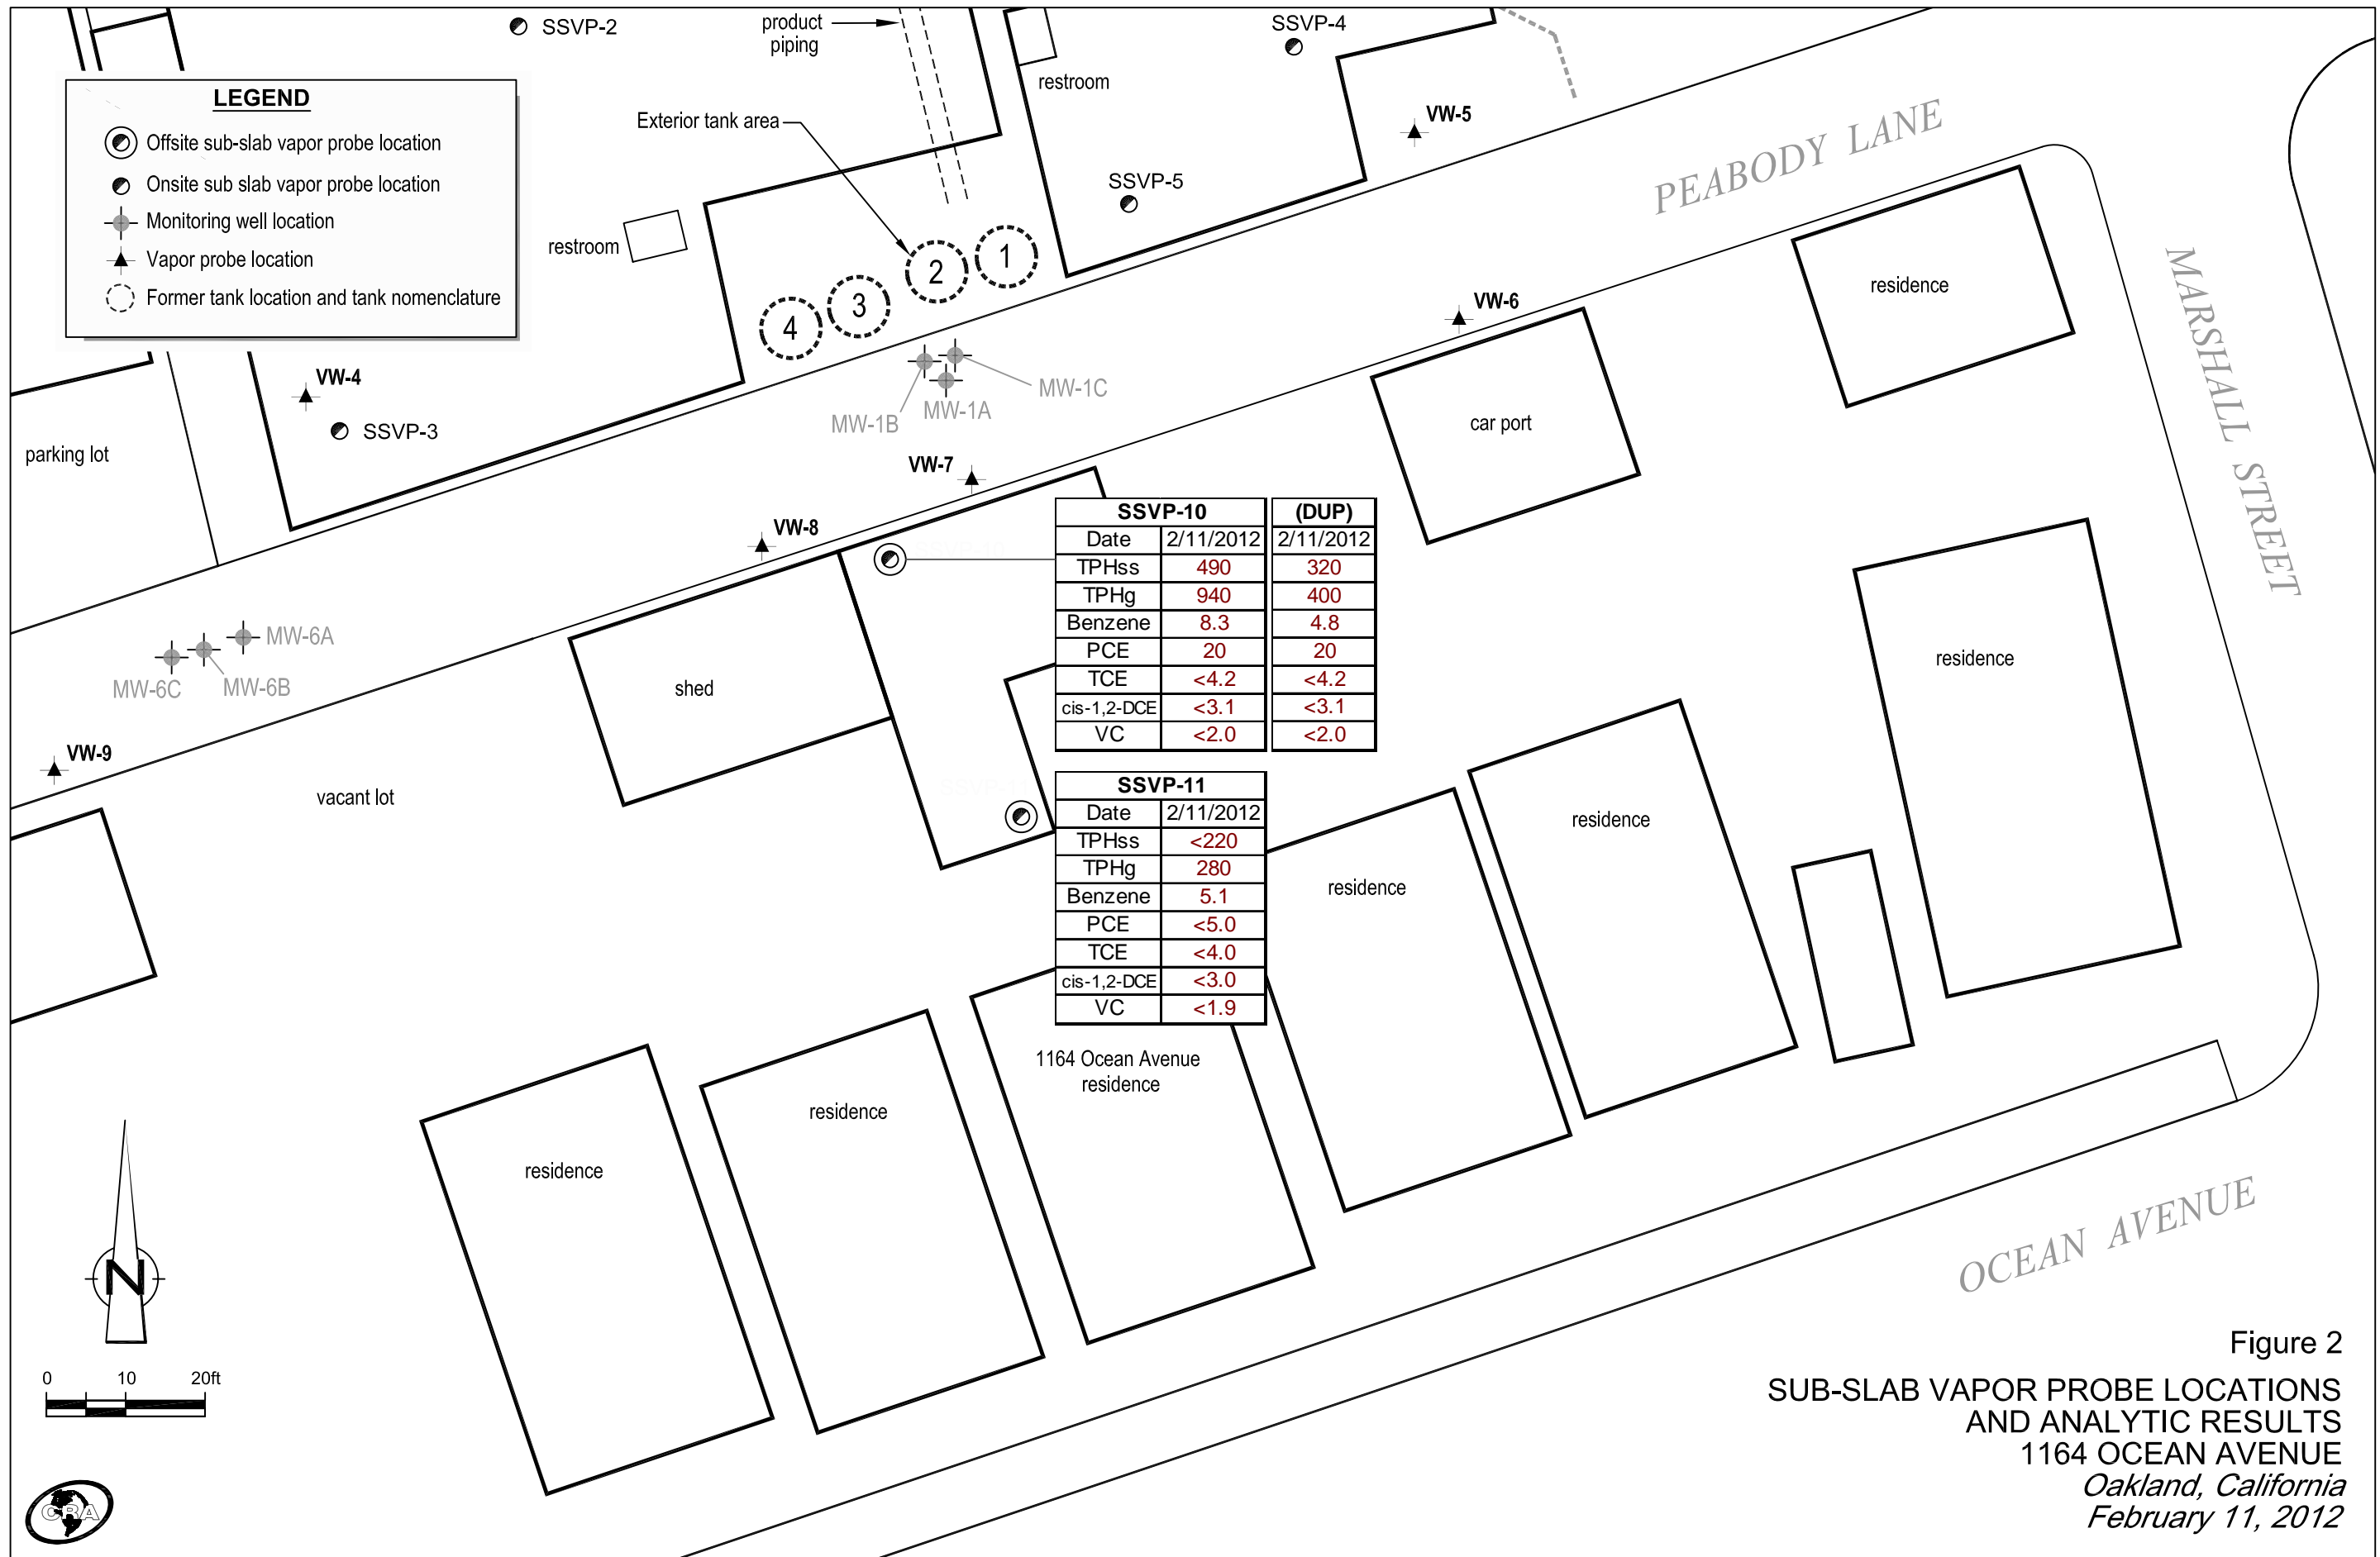 SSVP-2
product
piping
SSVP-4
restroom
LEGEND
Offsite sub-slab vapor probe location
Onsite sub slab vapor probe location
Monitoring well location
Vapor probe location
Former tank location and tank nomenclature
Exterior tank area
VW-5
PEABODY LANE
SSVP-5
restroom
1
2
3
4
VW-6
residence
MARSHALL STREET
VW-4
SSVP-3
MW-1C
MW-1A
MW-1B
car port
parking lot
VW-7
VW-8
SSVP-10 (DUP)
Date 2/11/2012 2/11/2012
TPHss 490 320
TPHg 940 400
Benzene 8.3 4.8
PCE 20 20
TCE <4.2 <4.2
cis-1,2-DCE <3.1 <3.1
VC <2.0 <2.0
MW-6A
MW-6B
MW-6C
shed
residence
VW-9
vacant lot
SSVP-11
Date 2/11/2012
TPHss <220
TPHg 280
Benzene 5.1
PCE <5.0
TCE <4.0
cis-1,2-DCE <3.0
VC <1.9
residence
residence
1164 Ocean Avenue
residence
residence
residence
OCEAN AVENUE
N
0 10 20ft
CRA
Figure 2
SUB-SLAB VAPOR PROBE LOCATIONS
AND ANALYTIC RESULTS
1164 OCEAN AVENUE
Oakland, California
February 11, 2012